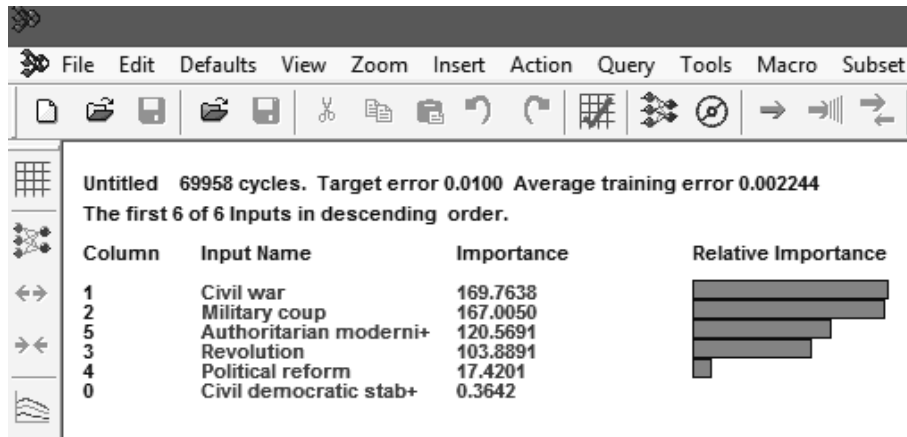 File Edit Defaults View Zoom Insert Action Query Tools Macro Subset
Untitled 69958 cycles. Target error 0.0100 Average training error 0.002244
The first 6 of 6 Inputs in descending order.
Column Input Name Importance Relative Importance
1 Civil war 169.7638
2 Military coup 167.0050
5 Authoritarian moderni+ 120.5691
3 Revolution 103.8891
4 Political reform 17.4201
0 Civil democratic stab+ 0.3642